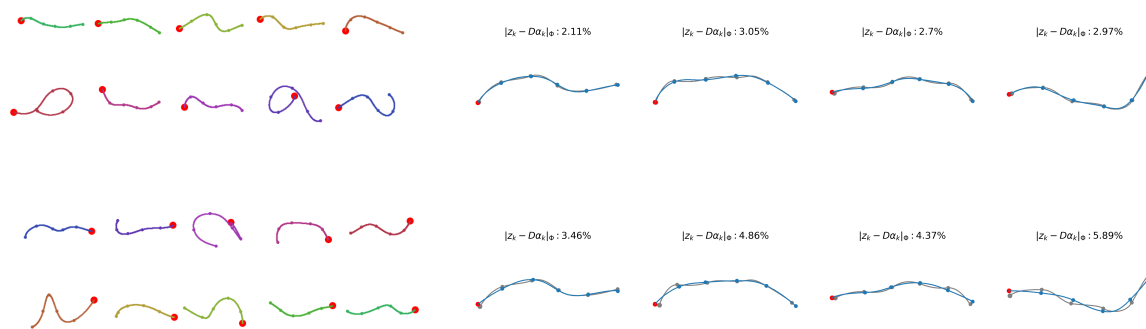 |z_k − Dα_k|_Φ : 2.11%
|z_k − Dα_k|_Φ : 3.05%
|z_k − Dα_k|_Φ : 2.7%
|z_k − Dα_k|_Φ : 2.97%
|z_k − Dα_k|_Φ : 3.46%
|z_k − Dα_k|_Φ : 4.86%
|z_k − Dα_k|_Φ : 4.37%
|z_k − Dα_k|_Φ : 5.89%